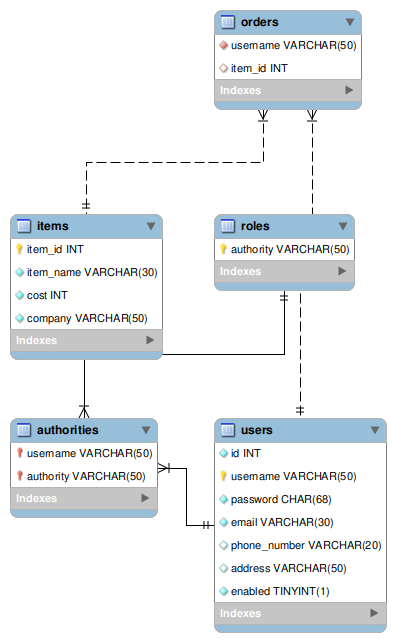 orders
username VARCHAR(50)
item_id INT
Indexes
items
item_id INT
item_name VARCHAR(30)
cost INT
company VARCHAR(50)
Indexes
roles
authority VARCHAR(50)
Indexes
authorities
username VARCHAR(50)
authority VARCHAR(50)
Indexes
users
id INT
username VARCHAR(50)
password CHAR(68)
email VARCHAR(30)
phone_number VARCHAR(20)
address VARCHAR(50)
enabled TINYINT(1)
Indexes